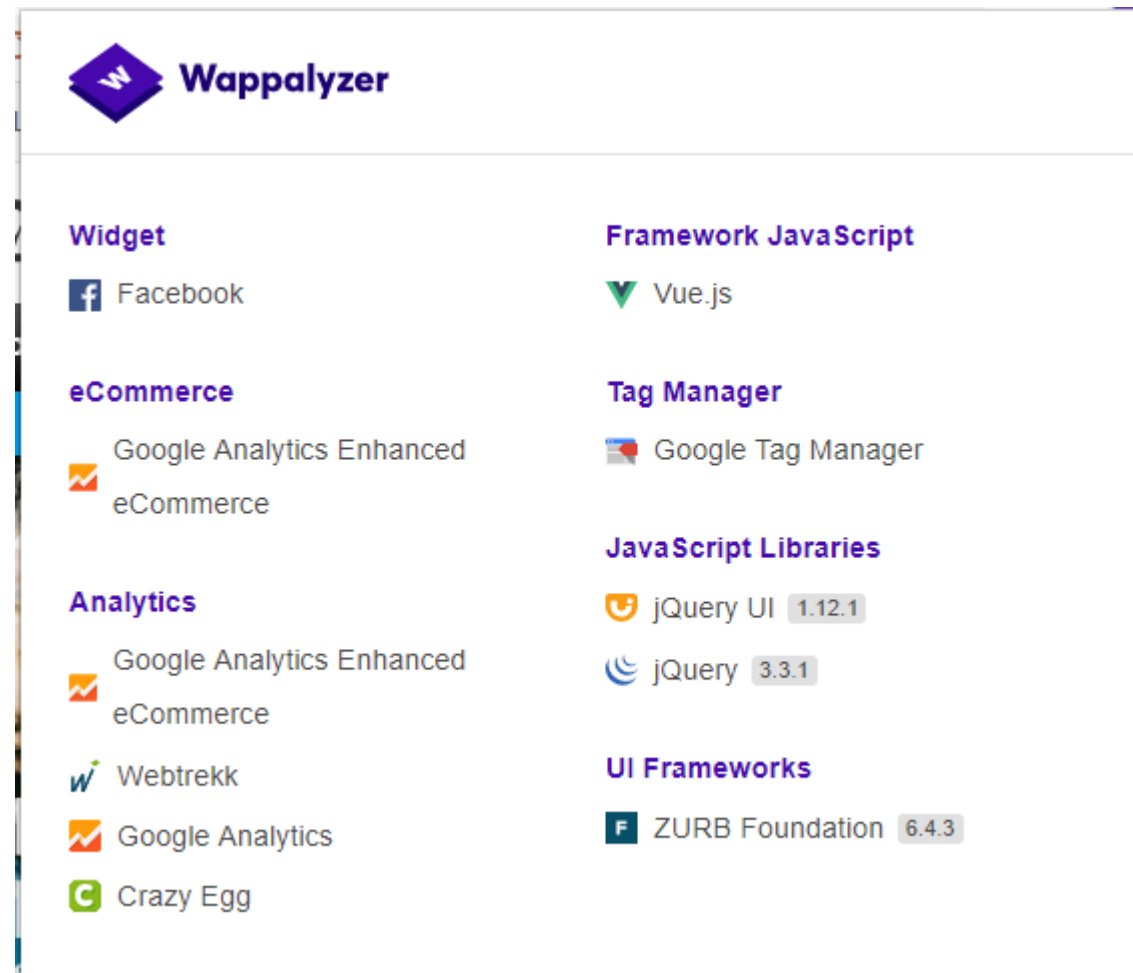 Wappalyzer
Widget
Facebook
eCommerce
Google Analytics Enhanced
eCommerce
Analytics
Google Analytics Enhanced
eCommerce
Webtrekk
Google Analytics
Crazy Egg
Framework JavaScript
Vue.js
Tag Manager
Google Tag Manager
JavaScript Libraries
jQuery UI 1.12.1
jQuery 3.3.1
UI Frameworks
ZURB Foundation 6.4.3